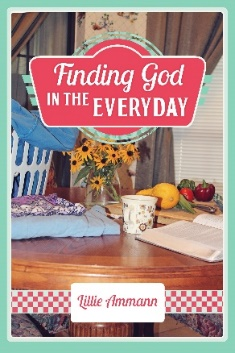 Finding God
IN THE EVERYDAY
Lillie Ammann